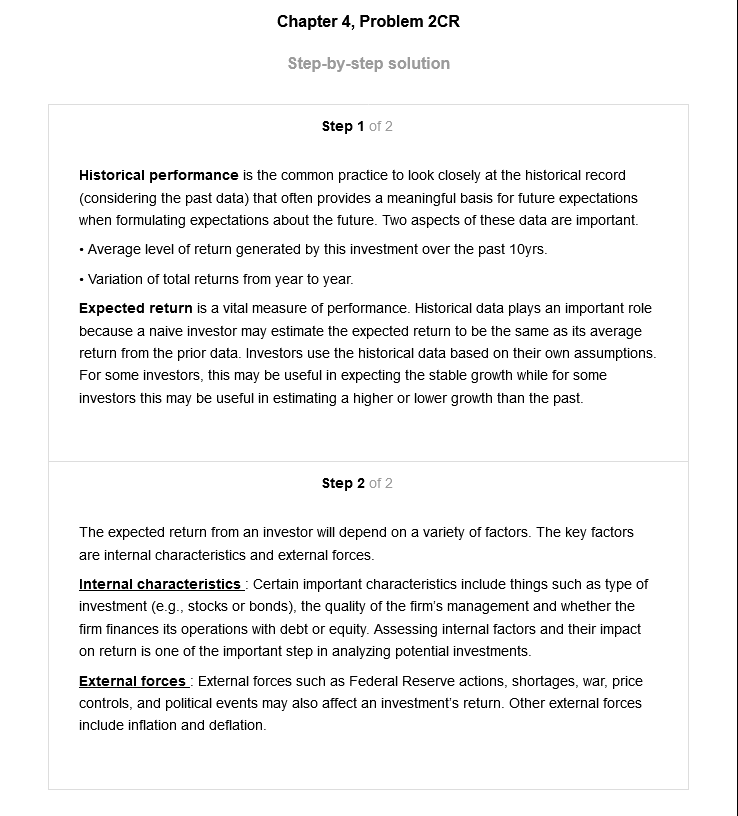 Chapter 4, Problem 2CR
Step-by-step solution
Step 1 of 2
Historical performance is the common practice to look closely at the historical record
(considering the past data) that often provides a meaningful basis for future expectations
when formulating expectations about the future. Two aspects of these data are important.
• Average level of return generated by this investment over the past 10yrs.
• Variation of total returns from year to year.
Expected return is a vital measure of performance. Historical data plays an important role
because a naive investor may estimate the expected return to be the same as its average
return from the prior data. Investors use the historical data based on their own assumptions.
For some investors, this may be useful in expecting the stable growth while for some
investors this may be useful in estimating a higher or lower growth than the past.
Step 2 of 2
The expected return from an investor will depend on a variety of factors. The key factors
are internal characteristics and external forces.
Internal characteristics : Certain important characteristics include things such as type of
investment (e.g., stocks or bonds), the quality of the firm's management and whether the
firm finances its operations with debt or equity. Assessing internal factors and their impact
on return is one of the important step in analyzing potential investments.
External forces : External forces such as Federal Reserve actions, shortages, war, price
controls, and political events may also affect an investment's return. Other external forces
include inflation and deflation.